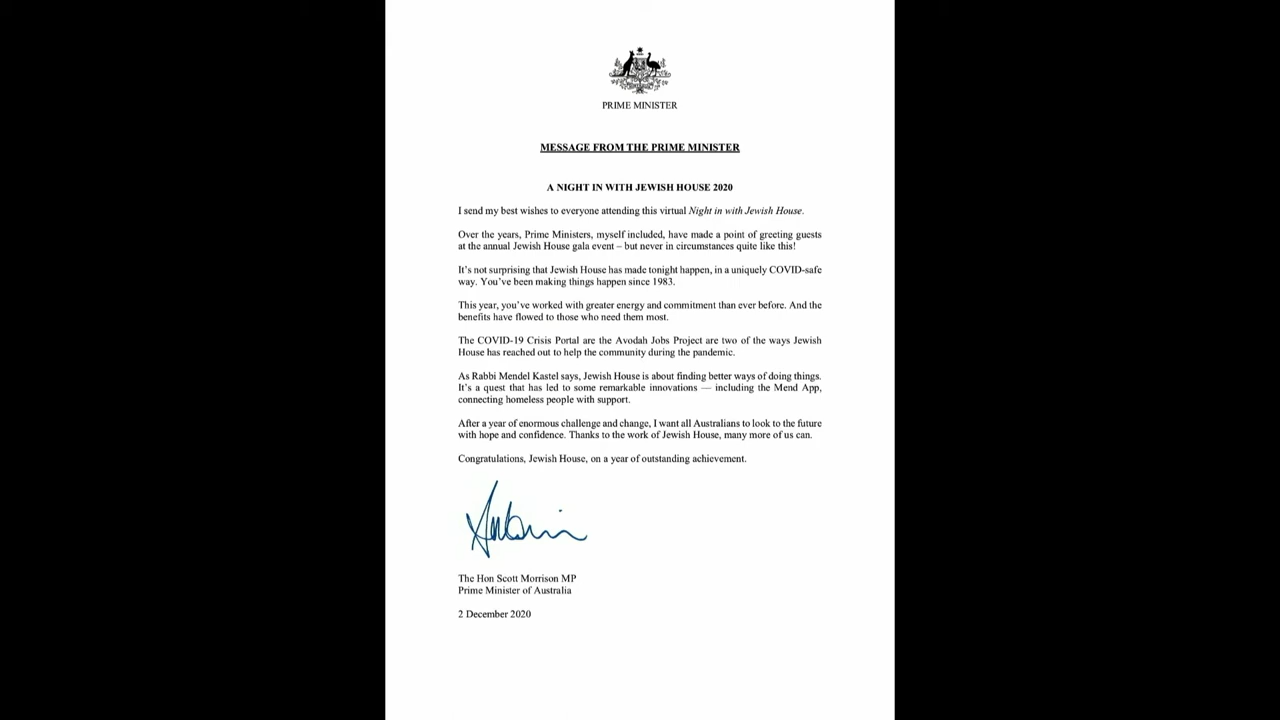 PRIME MINISTER
MESSAGE FROM THE PRIME MINISTER
A NIGHT IN WITH JEWISH HOUSE 2020
I send my best wishes to everyone attending this virtual Night in with Jewish House.
Over the years, Prime Ministers, myself included, have made a point of greeting guests
at the annual Jewish House gala event – but never in circumstances quite like this!
It's not surprising that Jewish House has made tonight happen, in a uniquely COVID-safe
way. You've been making things happen since 1983.
This year, you've worked with greater energy and commitment than ever before. And the
benefits have flowed to those who need them most.
The COVID-19 Crisis Portal are the Avodah Jobs Project are two of the ways Jewish
House has reached out to help the community during the pandemic.
As Rabbi Mendel Kastel says, Jewish House is about finding better ways of doing things.
It's a quest that has led to some remarkable innovations — including the Mend App,
connecting homeless people with support.
After a year of enormous challenge and change, I want all Australians to look to the future
with hope and confidence. Thanks to the work of Jewish House, many more of us can.
Congratulations, Jewish House, on a year of outstanding achievement.
The Hon Scott Morrison MP
Prime Minister of Australia
2 December 2020